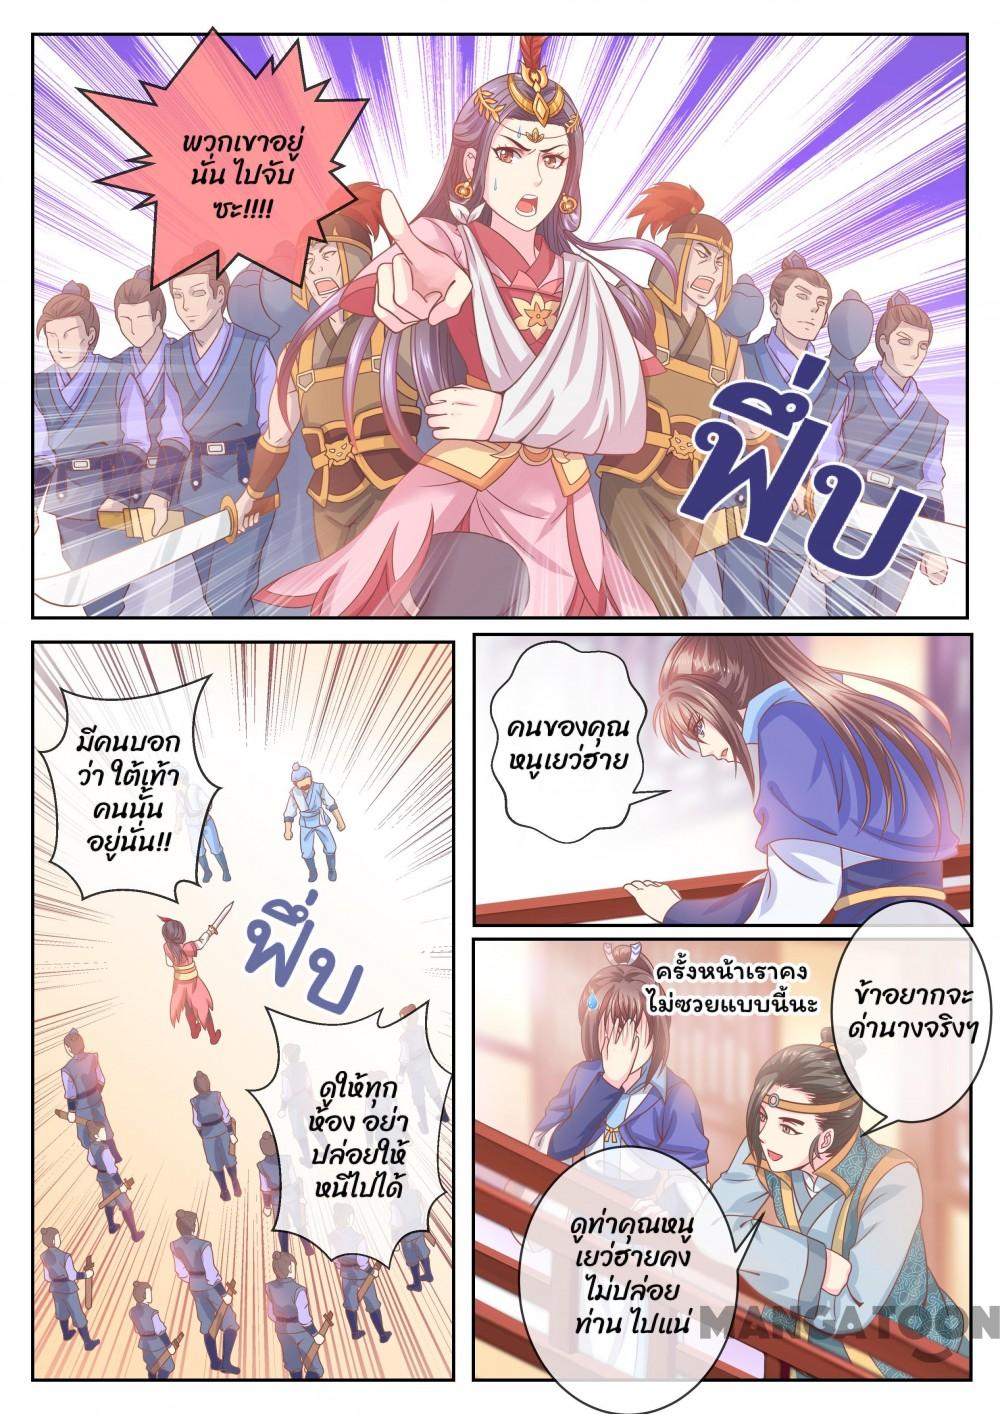 พวกเขาอยู่
นั่น ไปจับ
ซะ!!!!
ฟึ่บ
มีคนบอก
ว่า ใต้เท้า
คนนั้น
อยู่นั่น!!
ฟึ่บ
ดูให้ทุก
ห้อง อย่า
ปล่อยให้
หนีไปได้
คนของคุณ
หนูเยว่ฮาย
ครั้งหน้าเราคง
ไม่ซวยแบบนี้นะ
ข้าอยากจะ
ด่านางจริงๆ
ดูท่าคุณหนู
เยว่ฮายคง
ไม่ปล่อย
ท่าน ไปแน่
MANGATOON